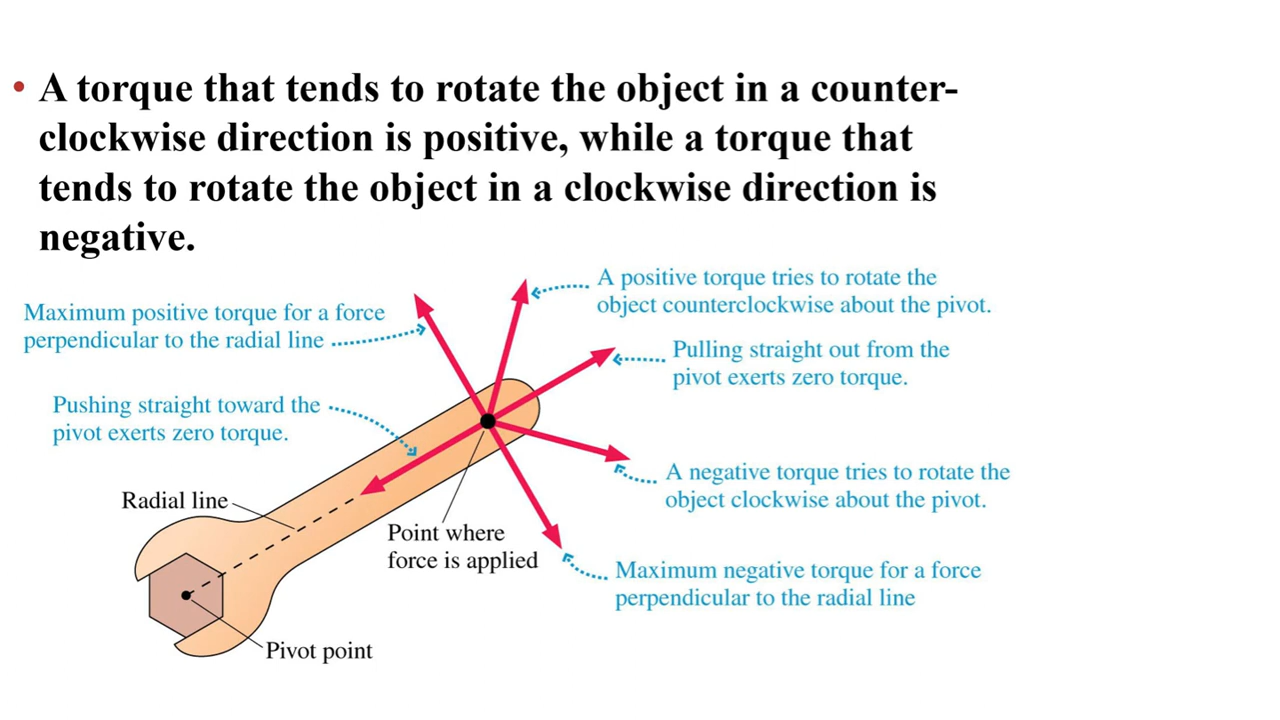 • A torque that tends to rotate the object in a counter-
clockwise direction is positive, while a torque that
tends to rotate the object in a clockwise direction is
negative.
A positive torque tries to rotate the
object counterclockwise about the pivot.
Maximum positive torque for a force
perpendicular to the radial line
Pulling straight out from the
pivot exerts zero torque.
Pushing straight toward the
pivot exerts zero torque.
A negative torque tries to rotate the
object clockwise about the pivot.
Radial line
Point where
force is applied
Maximum negative torque for a force
perpendicular to the radial line
Pivot point